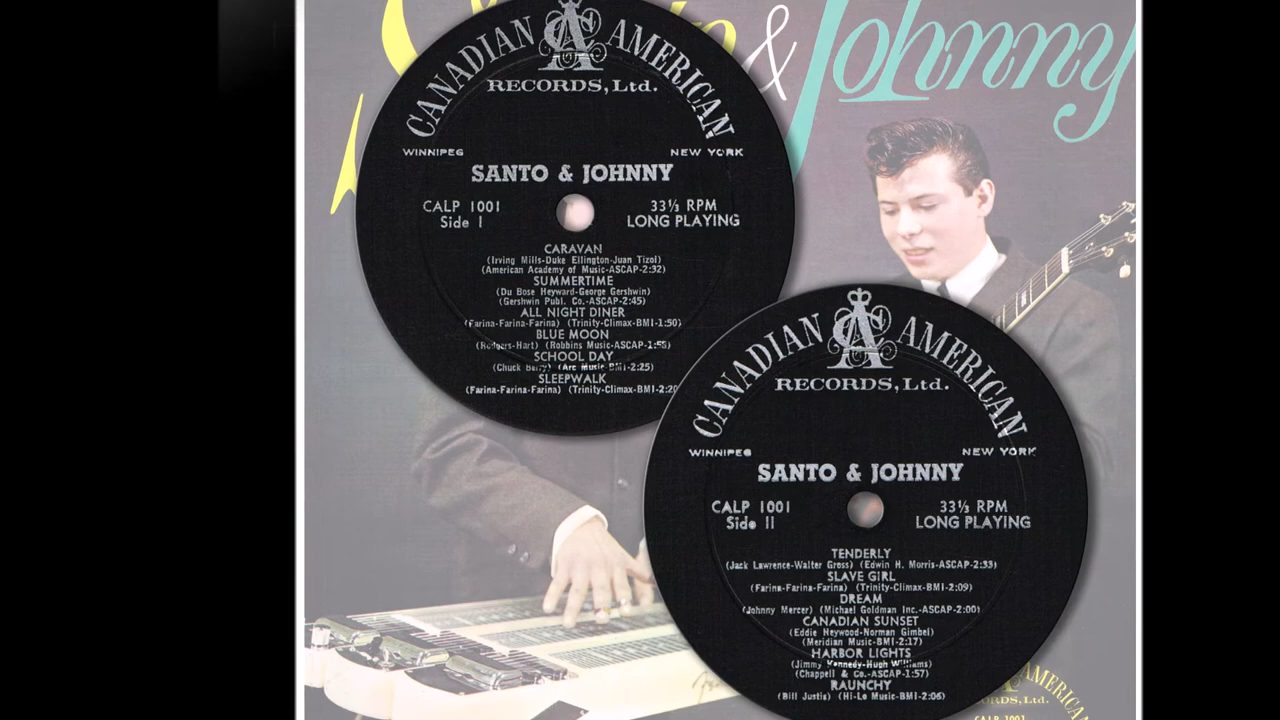 & Johnny
CANADIAN AMERICAN
RECORDS, Ltd.
WINNIPEG NEW YORK
SANTO & JOHNNY
CALP 1001 33⅓ RPM
Side I LONG PLAYING
CARAVAN
(Irving Mills-Duke Ellington-Juan Tizol)
(American Academy of Music-ASCAP-2:32)
SUMMERTIME
(Du Bose Heyward-George Gershwin)
(Gershwin Publ. Co.-ASCAP-2:45)
ALL NIGHT DINER
(Farina-Farina-Farina) (Trinity-Climax-BMI-1:50)
BLUE MOON
(Rodgers-Hart) (Robbins Music-ASCAP-1:58)
SCHOOL DAY
(Chuck Berry) (Arc Music-BMI-2:25)
SLEEPWALK
(Farina-Farina-Farina) (Trinity-Climax-BMI-2:20
CANADIAN AMERICAN
RECORDS, Ltd.
WINNIPEG NEW YORK
SANTO & JOHNNY
CALP 1001 33⅓ RPM
Side II LONG PLAYING
TENDERLY
(Jack Lawrence-Walter Gross) (Edwin H. Morris-ASCAP-2:33)
SLAVE GIRL
(Farina-Farina-Farina) (Trinity-Climax-BMI-2:09)
DREAM
(Johnny Mercer) (Michael Goldman Inc.-ASCAP-2:00)
CANADIAN SUNSET
(Eddie Heywood-Norman Gimbel)
(Meridian Music-BMI-2:17)
HARBOR LIGHTS
(Jimmy Kennedy-Hugh Williams)
(Chappell & Co.-ASCAP-1:57)
RAUNCHY
(Bill Justis) (Hi-Lo Music-BMI-2:06)
AMERICAN
ORDS, Ltd.
CALP 1001